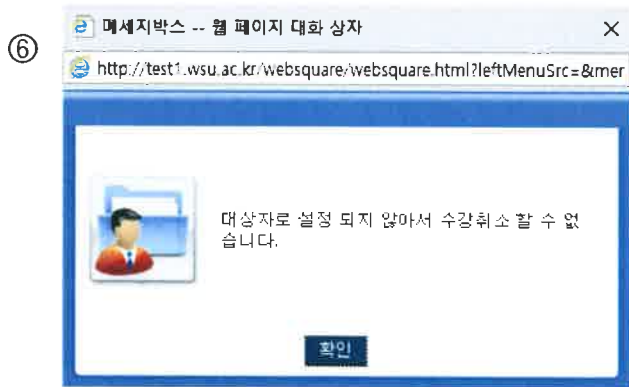 ⑥
메세지박스 -- 웹 페이지 대화 상자
http://test1.wsu.ac.kr/websquare/websquare.html?leftMenuSrc=&mer
대상자로 설정 되지 않아서 수강취소 할 수 없
습니다.
확인